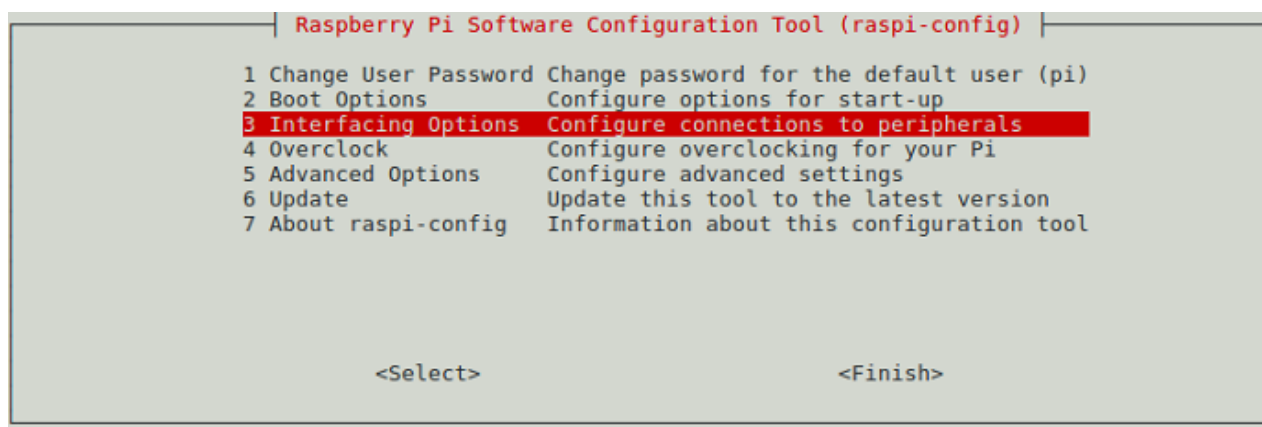 Raspberry Pi Software Configuration Tool (raspi-config)
1 Change User Password Change password for the default user (pi)
2 Boot Options Configure options for start-up
3 Interfacing Options Configure connections to peripherals
4 Overclock Configure overclocking for your Pi
5 Advanced Options Configure advanced settings
6 Update Update this tool to the latest version
7 About raspi-config Information about this configuration tool
<Select> <Finish>